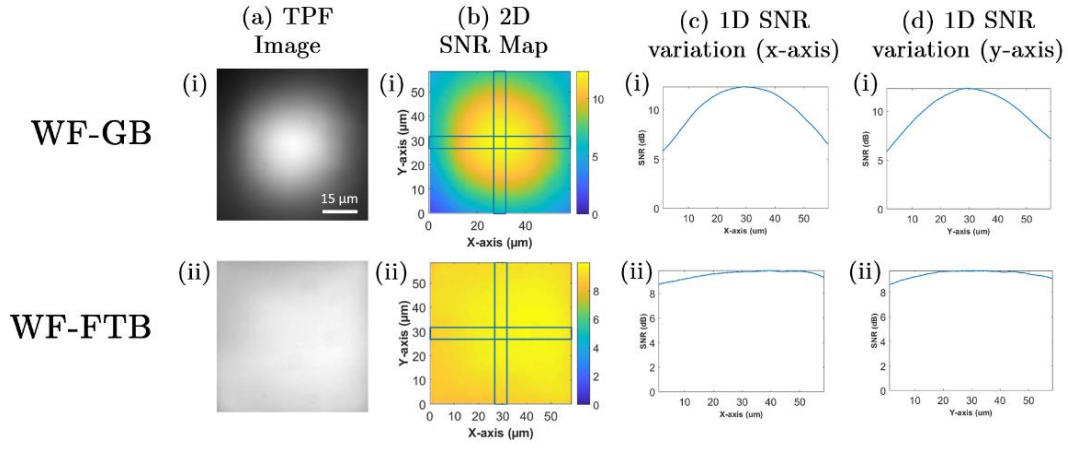 (a) TPF
Image
(b) 2D
SNR Map
(c) 1D SNR
variation (x-axis)
(d) 1D SNR
variation (y-axis)
WF-GB
(i)
15 μm
(i)
Y-axis (μm)
50
40
30
20
10
0
0
20
40
X-axis (μm)
10
5
0
(i)
SNR (dB)
10
5
0
0
10
20
30
40
50
X-axis (um)
(i)
SNR (dB)
10
5
0
0
10
20
30
40
50
Y-axis (um)
WF-FTB
(ii)
(ii)
Y-axis (μm)
50
40
30
20
10
0
0
10
20
30
40
50
X-axis (μm)
8
6
4
2
0
(ii)
SNR (dB)
8
6
4
2
0
0
10
20
30
40
50
X-axis (um)
(ii)
SNR (dB)
8
6
4
2
0
0
10
20
30
40
50
Y-axis (um)